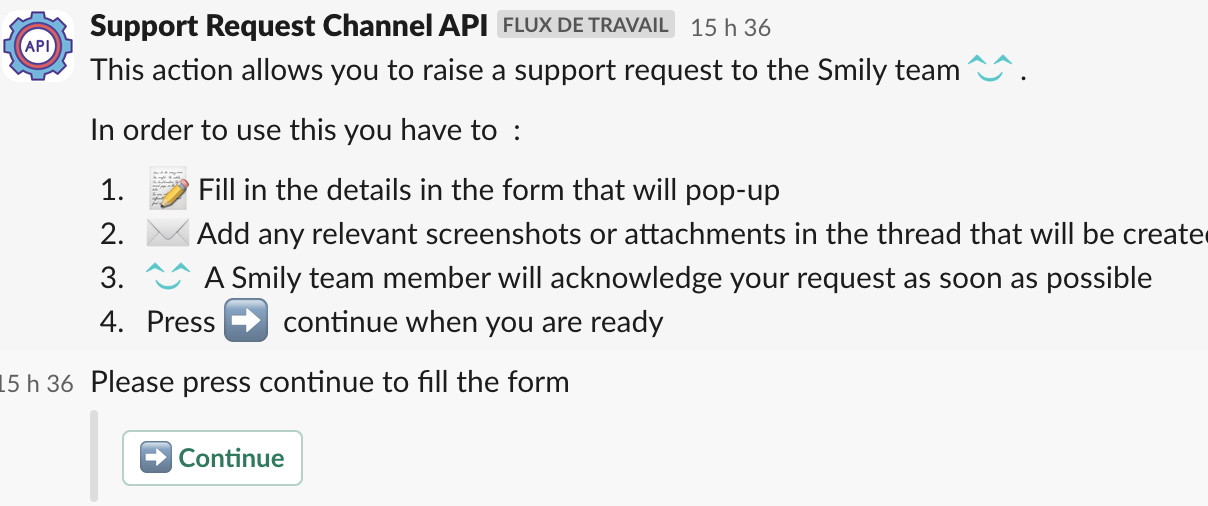 API
Support Request Channel API FLUX DE TRAVAIL 15 h 36
This action allows you to raise a support request to the Smily team .
In order to use this you have to :
1. Fill in the details in the form that will pop-up
2. Add any relevant screenshots or attachments in the thread that will be create
3. A Smily team member will acknowledge your request as soon as possible
4. Press continue when you are ready
15 h 36 Please press continue to fill the form
Continue